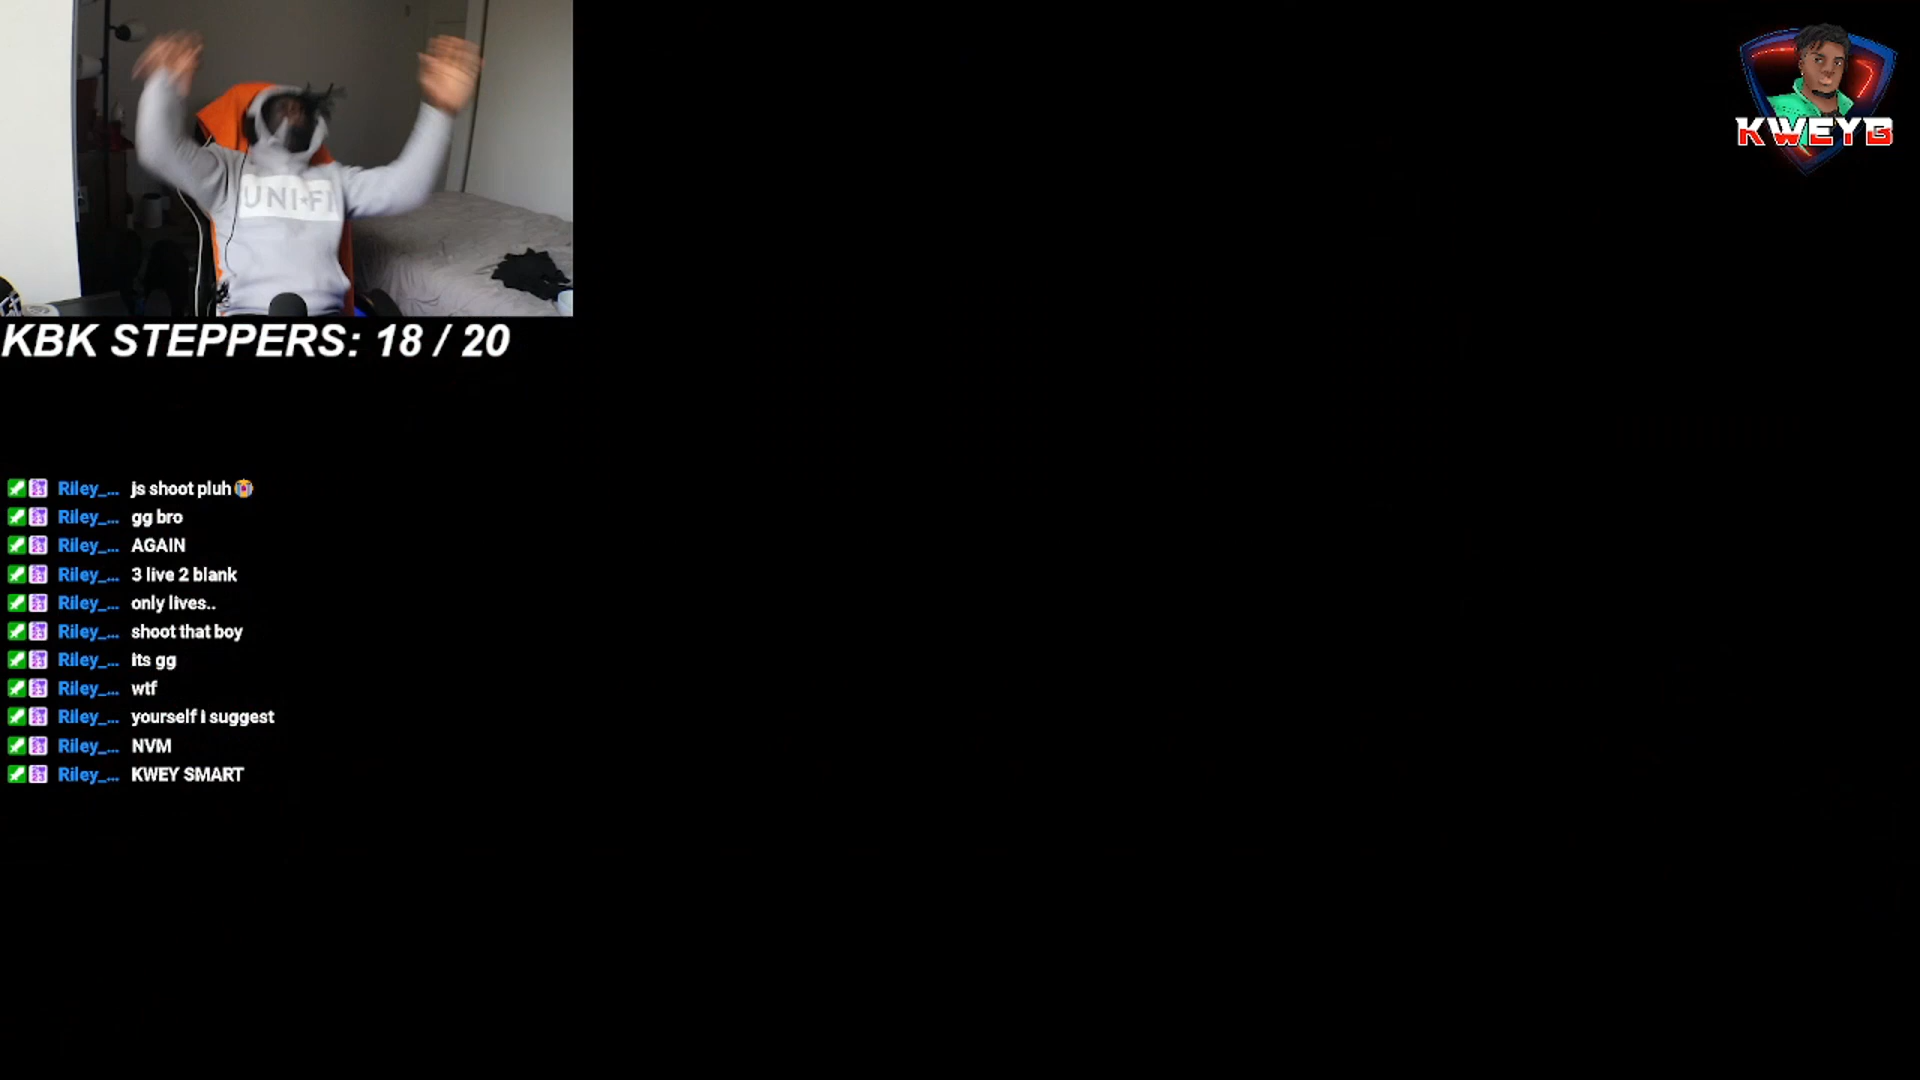 KWEYB
UNI★FI
KBK STEPPERS: 18 / 20
Riley_... js shoot pluh😭
Riley_... gg bro
Riley_... AGAIN
Riley_... 3 live 2 blank
Riley_... only lives..
Riley_... shoot that boy
Riley_... its gg
Riley_... wtf
Riley_... yourself I suggest
Riley_... NVM
Riley_... KWEY SMART